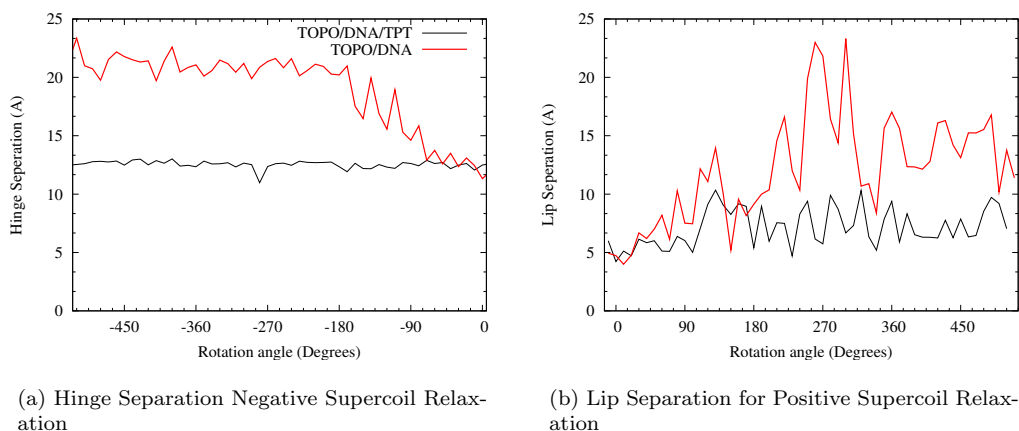 25
20
15
10
5
0
Hinge Seperation (A)
TOPO/DNA/TPT
TOPO/DNA
-450 -360 -270 -180 -90 0
Rotation angle (Degrees)
(a) Hinge Separation Negative Supercoil Relax-
ation
25
20
15
10
5
0
Lip Seperation (A)
0 90 180 270 360 450
Rotation angle (Degrees)
(b) Lip Separation for Positive Supercoil Relax-
ation